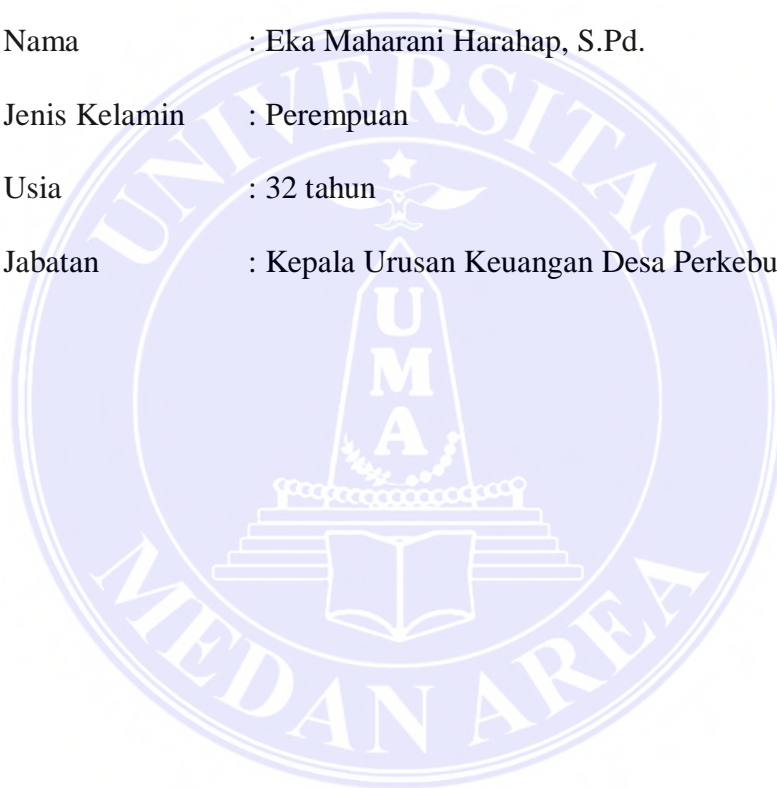 Nama : Eka Maharani Harahap, S.Pd.
Jenis Kelamin : Perempuan
Usia : 32 tahun
Jabatan : Kepala Urusan Keuangan Desa Perkebu
UNIVERSITAS
UMA
MEDAN AREA